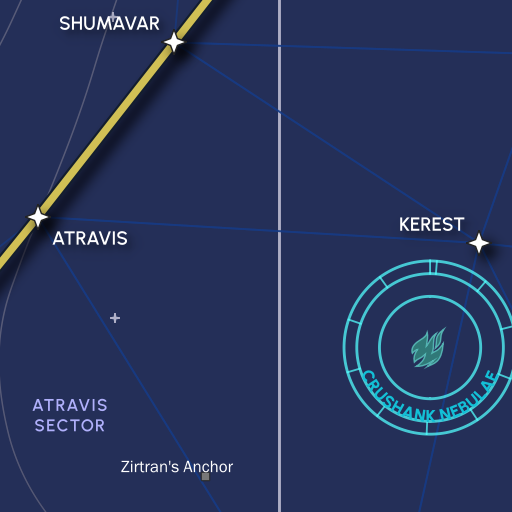 SHUMAVAR
KEREST
ATRAVIS
CRUSHANK NEBULAE
ATRAVIS
SECTOR
Zirtran's Anchor